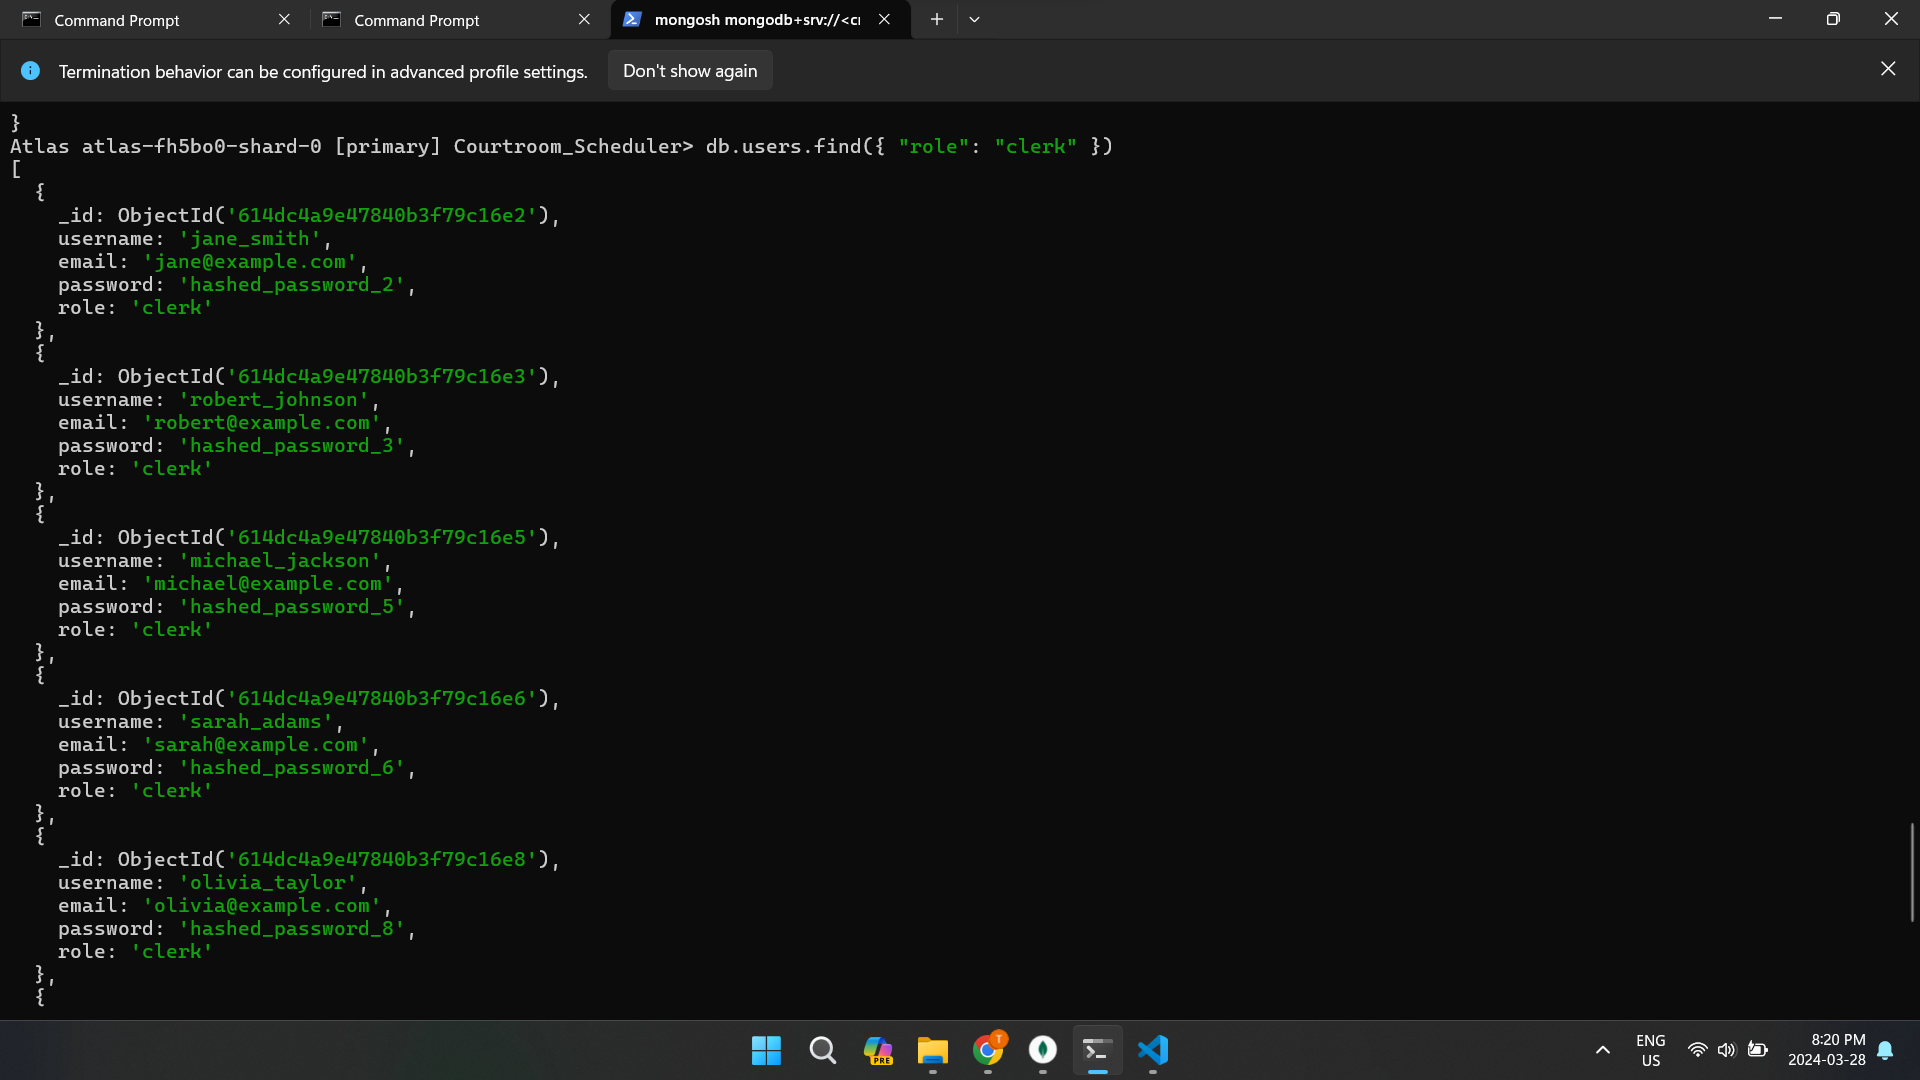 Command Prompt
Command Prompt
mongosh mongodb+srv://<cr
Termination behavior can be configured in advanced profile settings.
Don't show again
}
Atlas atlas-fh5bo0-shard-0 [primary] Courtroom_Scheduler> db.users.find({ "role": "clerk" })
[
  {
    _id: ObjectId('614dc4a9e47840b3f79c16e2'),
    username: 'jane_smith',
    email: 'jane@example.com',
    password: 'hashed_password_2',
    role: 'clerk'
  },
  {
    _id: ObjectId('614dc4a9e47840b3f79c16e3'),
    username: 'robert_johnson',
    email: 'robert@example.com',
    password: 'hashed_password_3',
    role: 'clerk'
  },
  {
    _id: ObjectId('614dc4a9e47840b3f79c16e5'),
    username: 'michael_jackson',
    email: 'michael@example.com',
    password: 'hashed_password_5',
    role: 'clerk'
  },
  {
    _id: ObjectId('614dc4a9e47840b3f79c16e6'),
    username: 'sarah_adams',
    email: 'sarah@example.com',
    password: 'hashed_password_6',
    role: 'clerk'
  },
  {
    _id: ObjectId('614dc4a9e47840b3f79c16e8'),
    username: 'olivia_taylor',
    email: 'olivia@example.com',
    password: 'hashed_password_8',
    role: 'clerk'
  },
  {
PRE
T
ENG
US
8:20 PM
2024-03-28